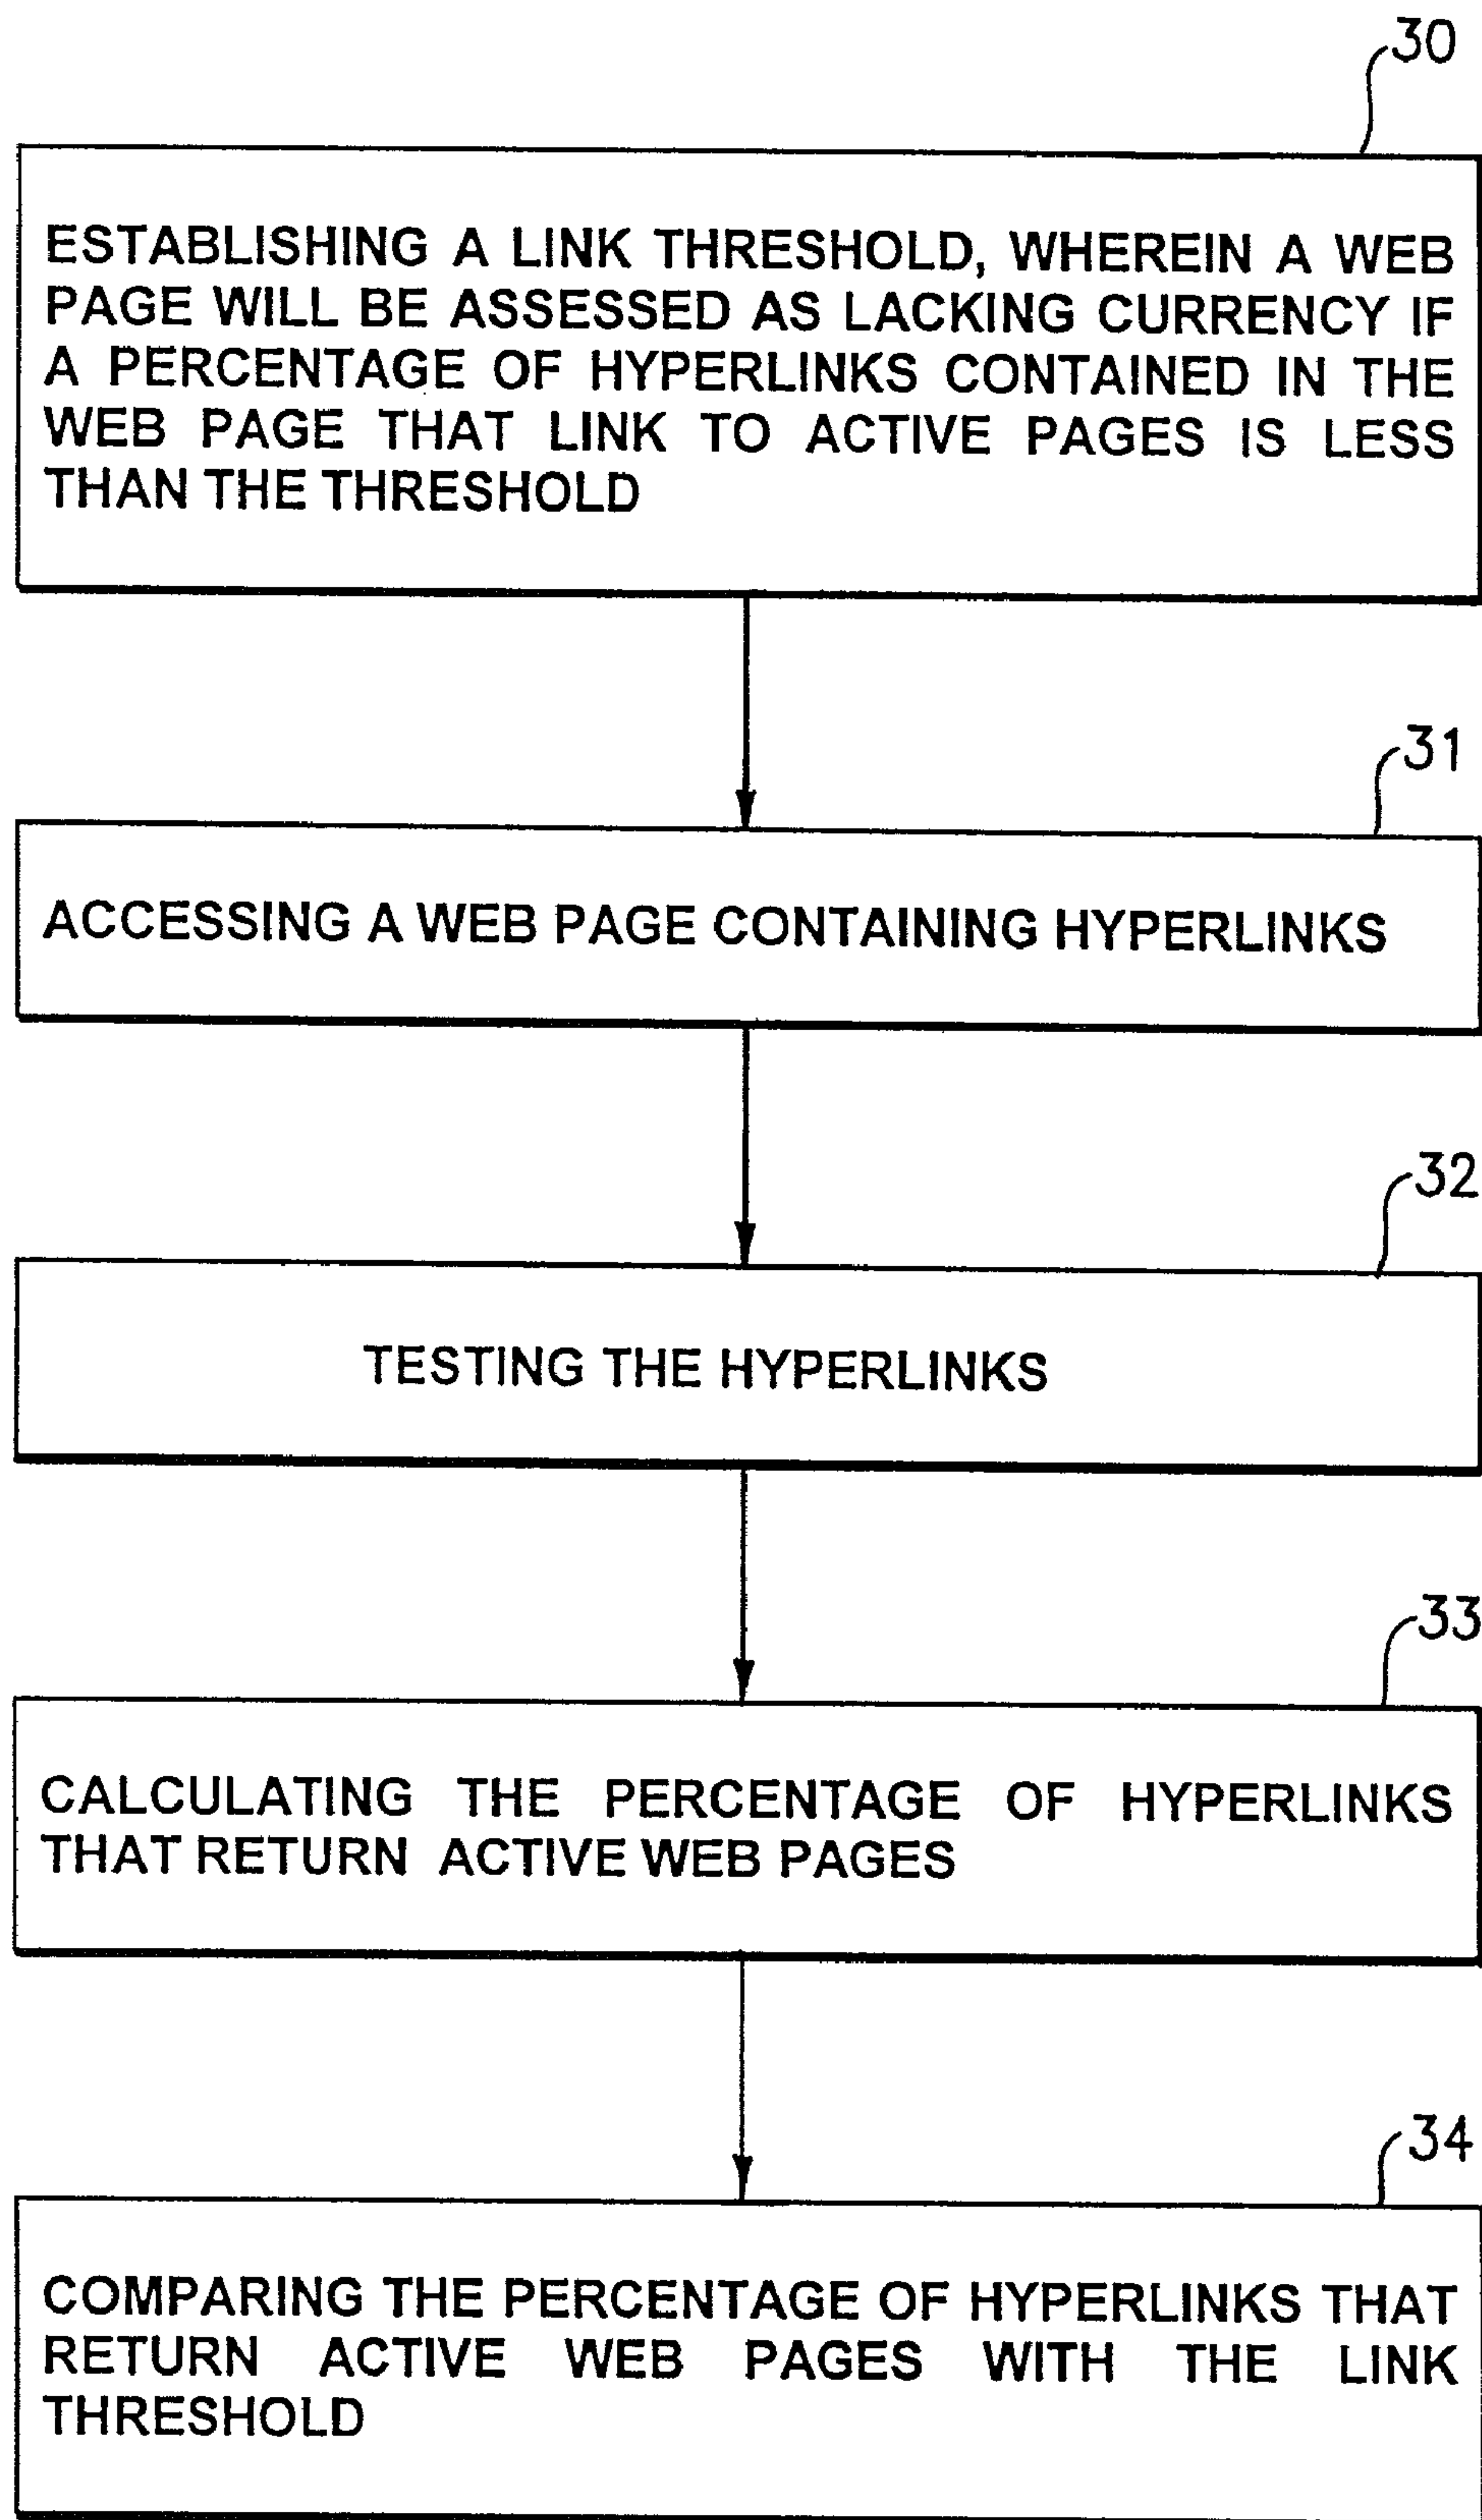 30
ESTABLISHING A LINK THRESHOLD, WHEREIN A WEB
PAGE WILL BE ASSESSED AS LACKING CURRENCY IF
A PERCENTAGE OF HYPERLINKS CONTAINED IN THE
WEB PAGE THAT LINK TO ACTIVE PAGES IS LESS
THAN THE THRESHOLD
31
ACCESSING A WEB PAGE CONTAINING HYPERLINKS
32
TESTING THE HYPERLINKS
33
CALCULATING THE PERCENTAGE OF HYPERLINKS
THAT RETURN ACTIVE WEB PAGES
34
COMPARING THE PERCENTAGE OF HYPERLINKS THAT
RETURN ACTIVE WEB PAGES WITH THE LINK
THRESHOLD